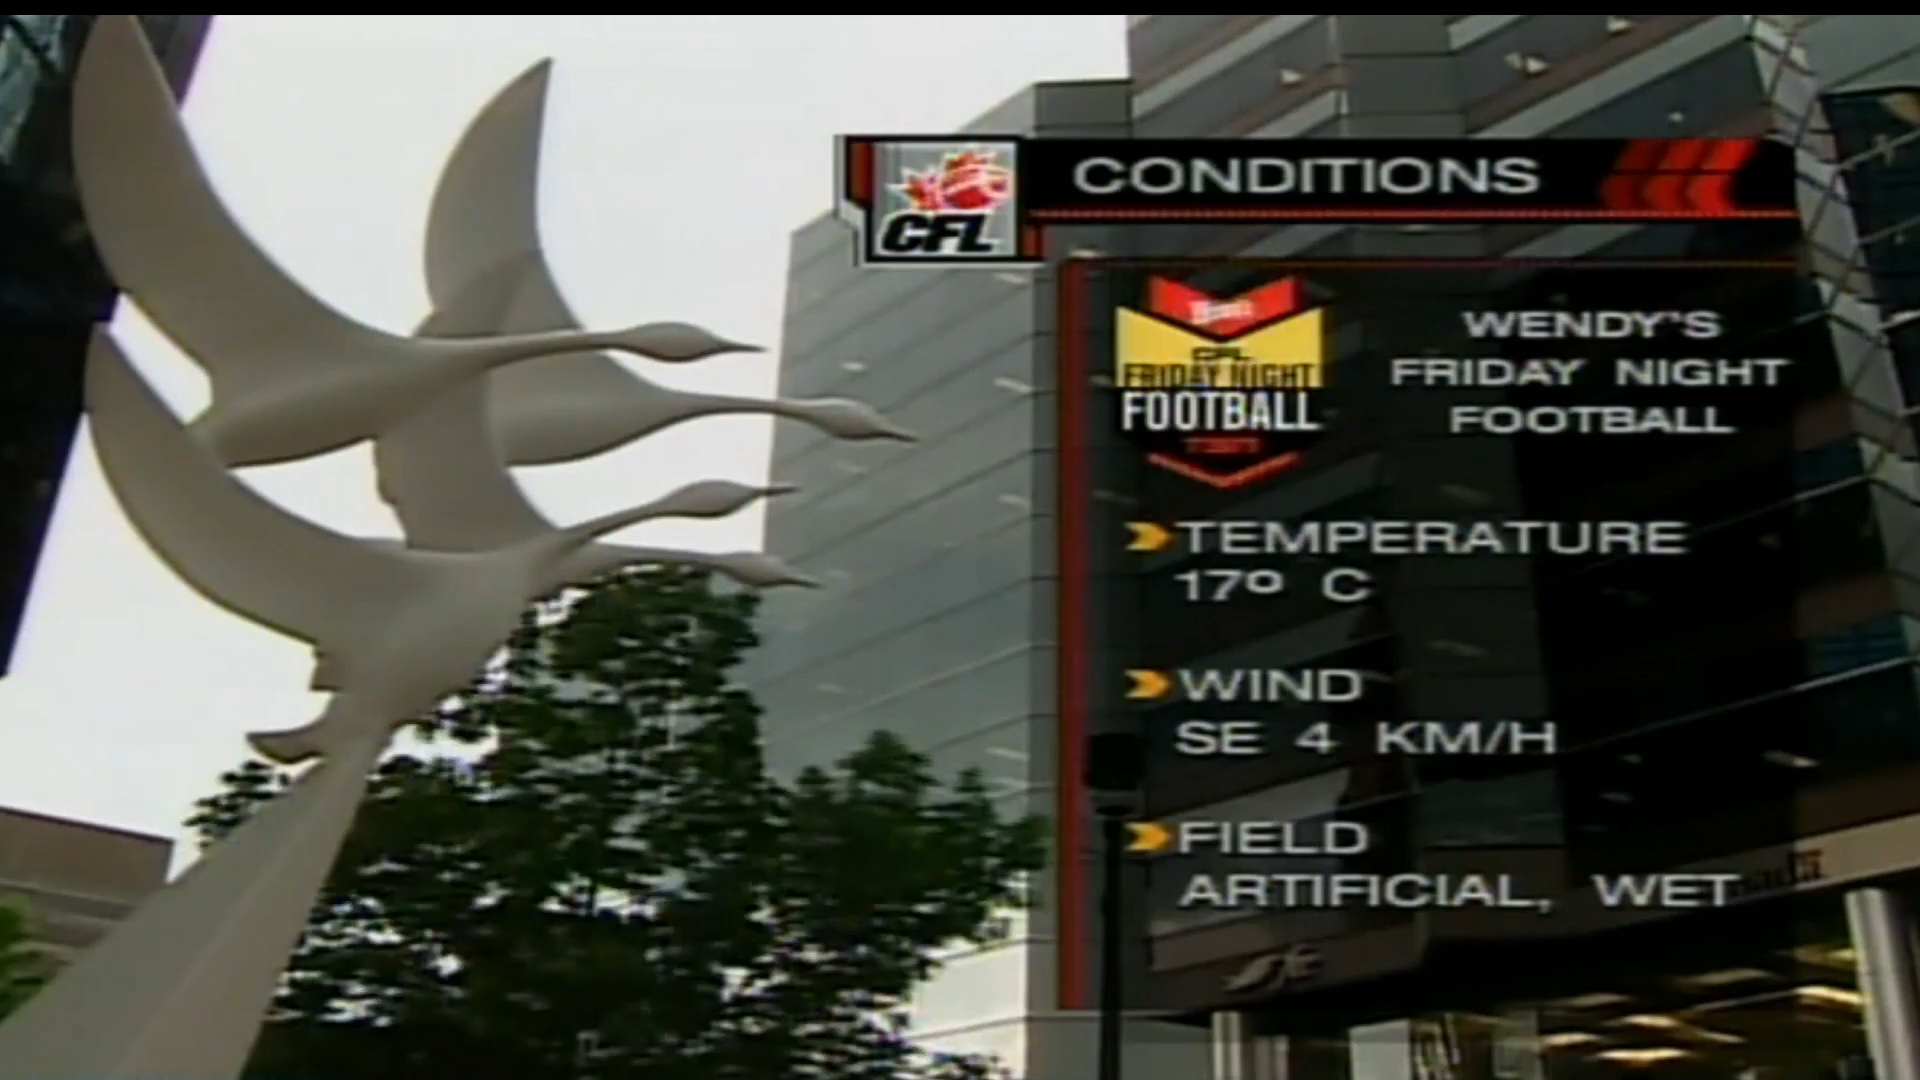 CONDITIONS
CFL
WENDY'S
FRIDAY NIGHT
FOOTBALL
CFL
FRIDAY NIGHT
FOOTBALL
TEMPERATURE
17º C
WIND
SE 4 KM/H
FIELD
ARTIFICIAL, WET